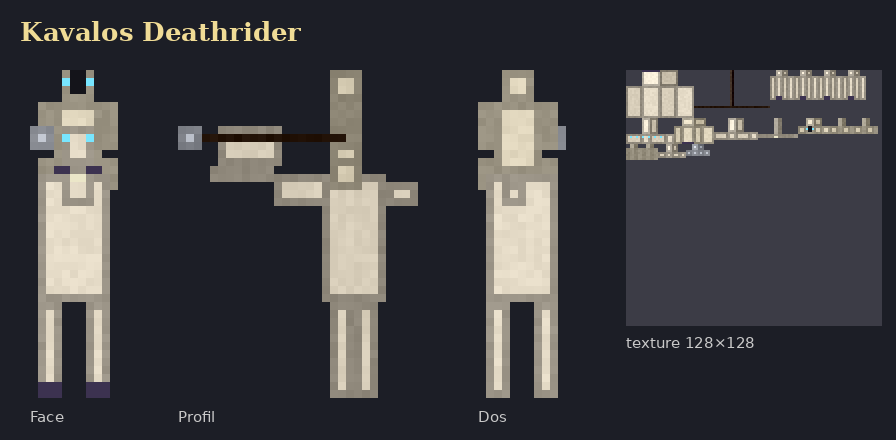 Kavalos Deathrider
texture 128×128
Face
Profil
Dos